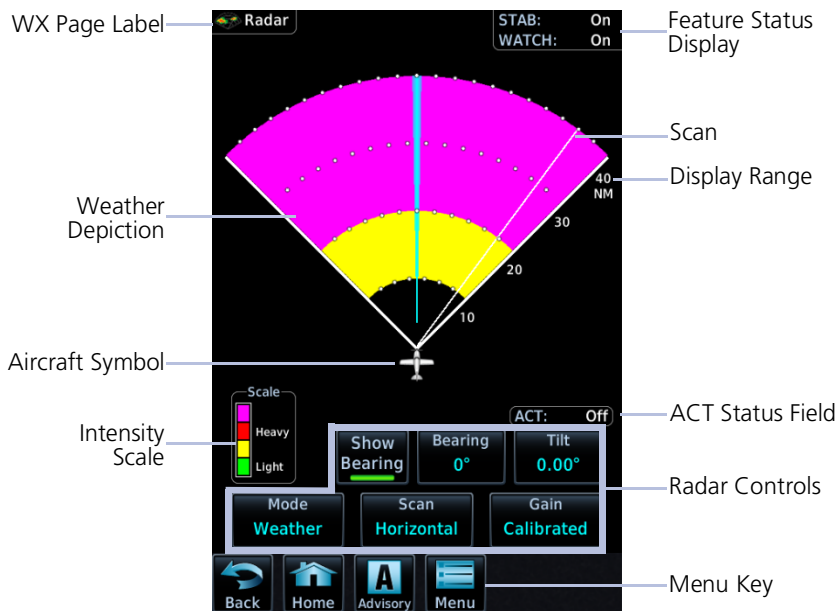 WX Page Label
Radar
STAB: On
WATCH: On
Feature Status
Display
Scan
40
NM
Display Range
30
20
10
Weather
Depiction
Aircraft Symbol
Scale
Heavy
Light
Intensity
Scale
ACT: Off
ACT Status Field
Show
Bearing
Bearing
0°
Tilt
0.00°
Radar Controls
Mode
Weather
Scan
Horizontal
Gain
Calibrated
Back
Home
A
Advisory
Menu
Menu Key